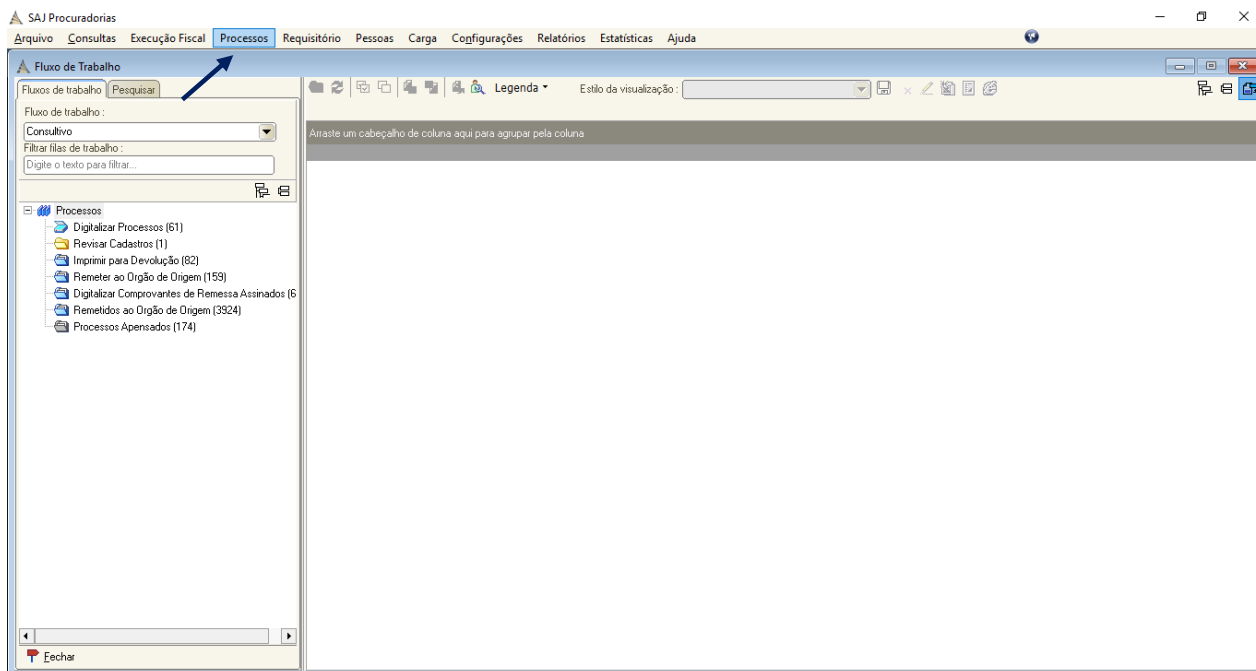 SAJ Procuradorias
Arquivo Consultas Execução Fiscal Processos Requisitório Pessoas Carga Configurações Relatórios Estatísticas Ajuda
Fluxo de Trabalho
Fluxos de trabalho Pesquisar
Legenda
Estilo da visualização :
Fluxo de trabalho :
Consultivo
Arraste um cabeçalho de coluna aqui para agrupar pela coluna
Filtrar filas de trabalho :
Digite o texto para filtrar...
Processos
Digitalizar Processos (61)
Revisar Cadastros (1)
Imprimir para Devolução (82)
Remeter ao Orgão de Origem (159)
Digitalizar Comprovantes de Remessa Assinados (6
Remetidos ao Orgão de Origem (3924)
Processos Apensados (174)
Fechar